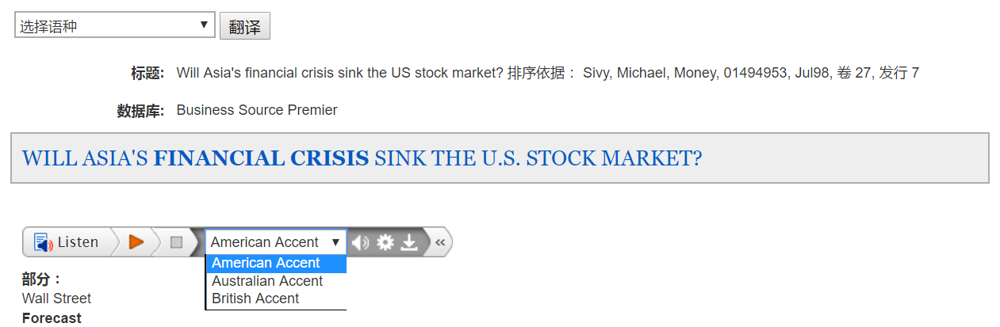 选择语种 翻译
标题: Will Asia's financial crisis sink the US stock market? 排序依据： Sivy, Michael, Money, 01494953, Jul98, 卷 27, 发行 7
数据库: Business Source Premier
WILL ASIA'S FINANCIAL CRISIS SINK THE U.S. STOCK MARKET?
Listen American Accent
American Accent
Australian Accent
British Accent
部分：
Wall Street
Forecast